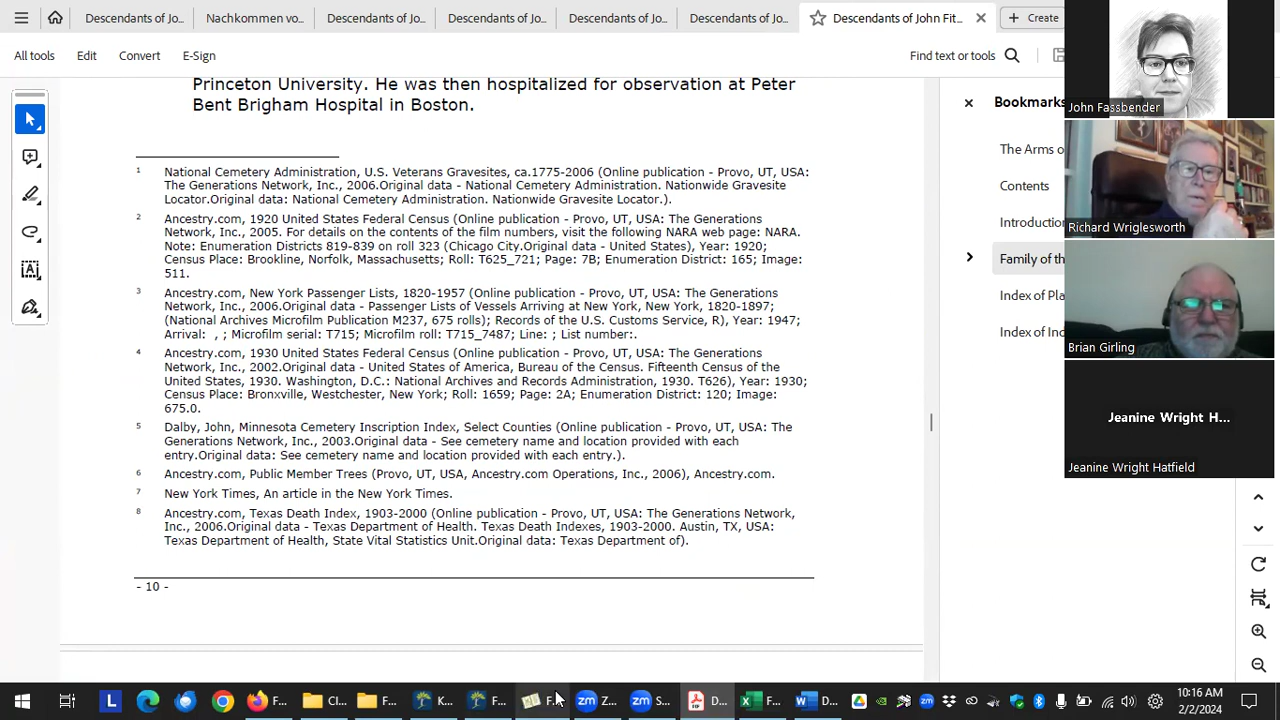 Descendants of Jo...
Nachkommen vo...
Descendants of Jo...
Descendants of Jo...
Descendants of Jo...
Descendants of Jo...
Descendants of John Fit...
Create
All tools
Edit
Convert
E-Sign
Find text or tools
Princeton University. He was then hospitalized for observation at Peter
Bent Brigham Hospital in Boston.
1 National Cemetery Administration, U.S. Veterans Gravesites, ca.1775-2006 (Online publication - Provo, UT, USA:
The Generations Network, Inc., 2006.Original data - National Cemetery Administration. Nationwide Gravesite
Locator.Original data: National Cemetery Administration. Nationwide Gravesite Locator.).
2 Ancestry.com, 1920 United States Federal Census (Online publication - Provo, UT, USA: The Generations
Network, Inc., 2005. For details on the contents of the film numbers, visit the following NARA web page: NARA.
Note: Enumeration Districts 819-839 on roll 323 (Chicago City.Original data - United States), Year: 1920;
Census Place: Brookline, Norfolk, Massachusetts; Roll: T625_721; Page: 7B; Enumeration District: 165; Image:
511.
3 Ancestry.com, New York Passenger Lists, 1820-1957 (Online publication - Provo, UT, USA: The Generations
Network, Inc., 2006.Original data - Passenger Lists of Vessels Arriving at New York, New York, 1820-1897;
(National Archives Microfilm Publication M237, 675 rolls); Records of the U.S. Customs Service, R), Year: 1947;
Arrival: , ; Microfilm serial: T715; Microfilm roll: T715_7487; Line: ; List number:.
4 Ancestry.com, 1930 United States Federal Census (Online publication - Provo, UT, USA: The Generations
Network, Inc., 2002.Original data - United States of America, Bureau of the Census. Fifteenth Census of the
United States, 1930. Washington, D.C.: National Archives and Records Administration, 1930. T626), Year: 1930;
Census Place: Bronxville, Westchester, New York; Roll: 1659; Page: 2A; Enumeration District: 120; Image:
675.0.
5 Dalby, John, Minnesota Cemetery Inscription Index, Select Counties (Online publication - Provo, UT, USA: The
Generations Network, Inc., 2003.Original data - See cemetery name and location provided with each
entry.Original data: See cemetery name and location provided with each entry.).
6 Ancestry.com, Public Member Trees (Provo, UT, USA, Ancestry.com Operations, Inc., 2006), Ancestry.com.
7 New York Times, An article in the New York Times.
8 Ancestry.com, Texas Death Index, 1903-2000 (Online publication - Provo, UT, USA: The Generations Network,
Inc., 2006.Original data - Texas Department of Health. Texas Death Indexes, 1903-2000. Austin, TX, USA:
Texas Department of Health, State Vital Statistics Unit.Original data: Texas Department of).
- 10 -
Bookmarks
The Arms o
Contents
Introduction
Family of th
Index of Pla
Index of Ind
John Fassbender
Richard Wriglesworth
Brian Girling
Jeanine Wright H...
Jeanine Wright Hatfield
L
F...
Cl...
F...
K...
F...
F...
zm
Z...
zm
S...
D...
F...
D...
zm
10:16 AM
2/2/2024